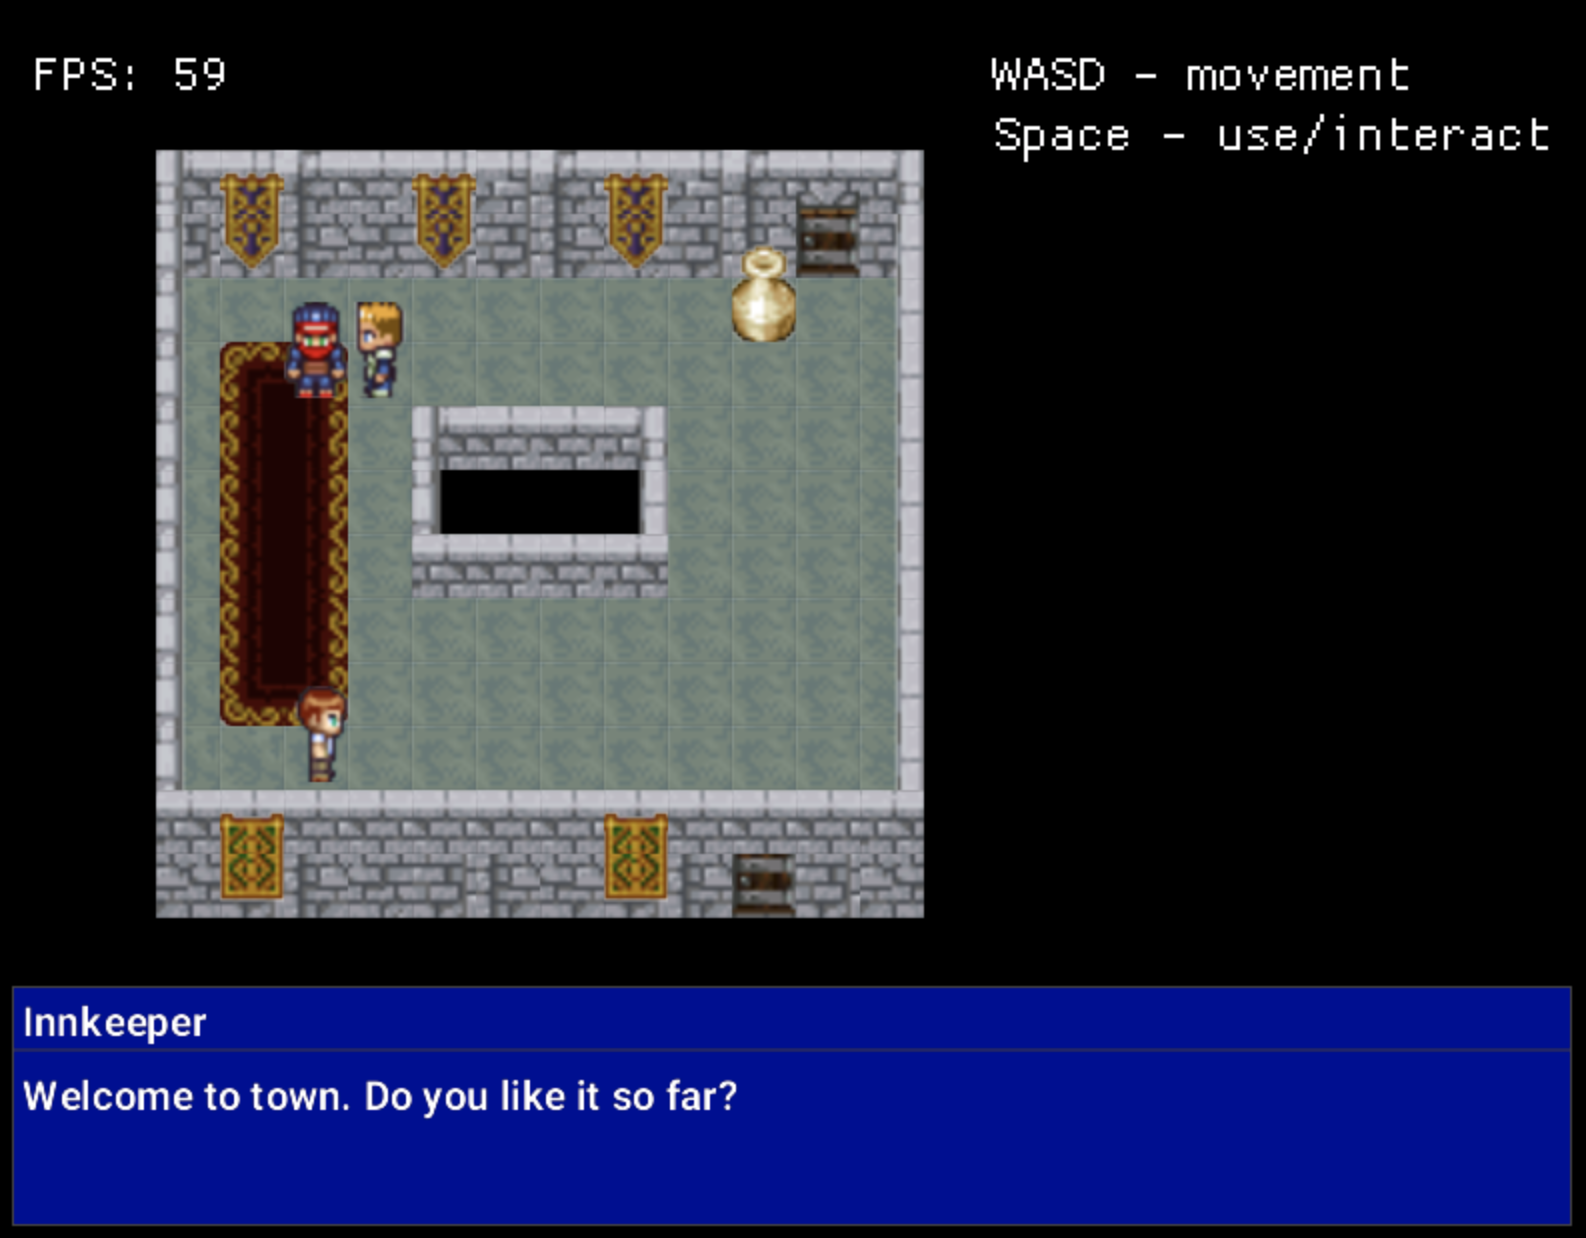 FPS: 59
WASD - movement
Space - use/interact
Innkeeper
Welcome to town. Do you like it so far?